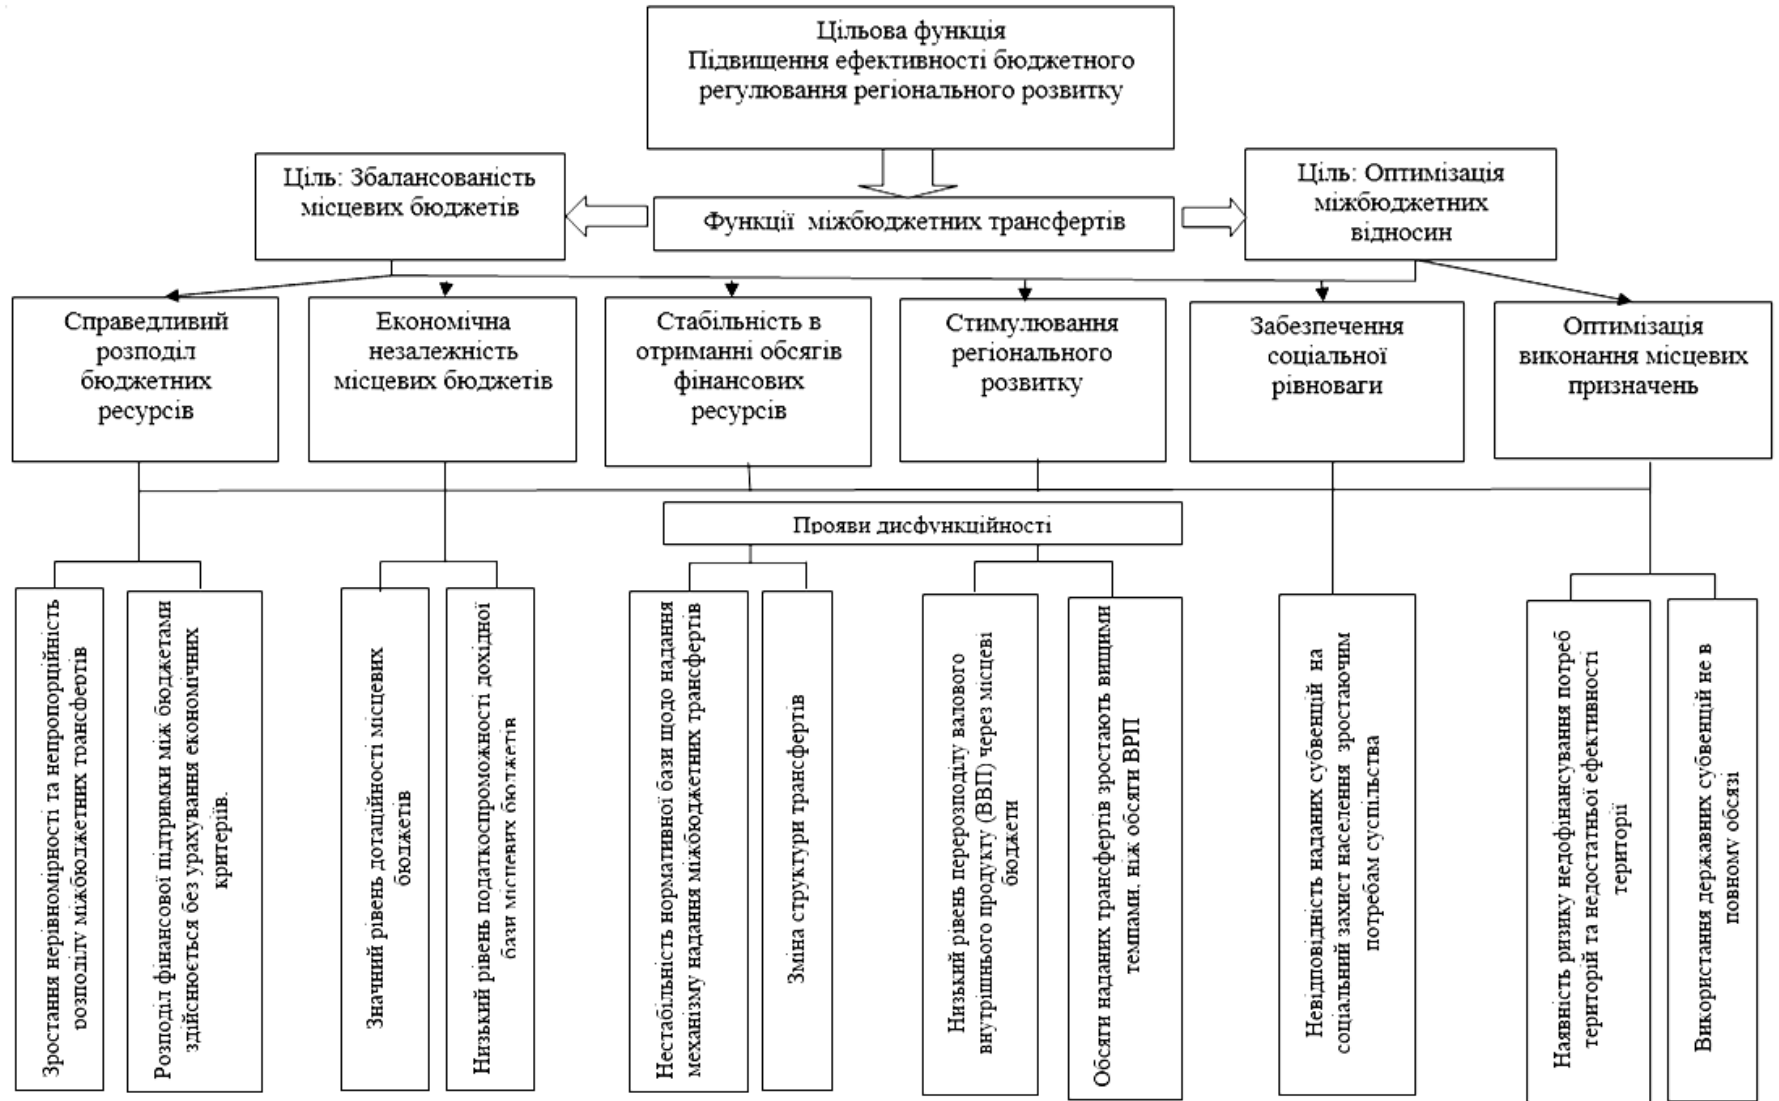 Цільова функція
Підвищення ефективності бюджетного
регулювання регіонального розвитку
Ціль: Збалансованість
місцевих бюджетів
Функції міжбюджетних трансфертів
Ціль: Оптимізація
міжбюджетних
відносин
Справедливий
розподіл
бюджетних
ресурсів
Економічна
незалежність
місцевих бюджетів
Стабільність в
отриманні обсягів
фінансових
ресурсів
Стимулювання
регіонального
розвитку
Забезпечення
соціальної
рівноваги
Оптимізація
виконання місцевих
призначень
Прояви дисфункційності
Зростання нерівномірності та непропорційність
розподілу міжбюджетних трансфертів
Розподіл фінансової підтримки між бюджетами
здійснюється без урахування економічних
критеріїв.
Значний рівень дотаційності місцевих
бюджетів
Низький рівень податкоспроможності дохідної
бази місцевих бюджетів
Нестабільність нормативної бази щодо надання
механізму надання міжбюджетних трансфертів
Зміна структури трансфертів
Низький рівень перерозподілу валового
внутрішнього продукту (ВВП) через місцеві
бюджети
Обсяги наданих трансфертів зростають вищими
темпами, ніж обсяги ВРП
Невідповідність наданих субвенцій на
соціальний захист населення зростаючим
потребам суспільства
Наявність ризику недофінансування потреб
територій та недостатньої ефективності
території
Використання державних субвенцій не в
повному обсязі